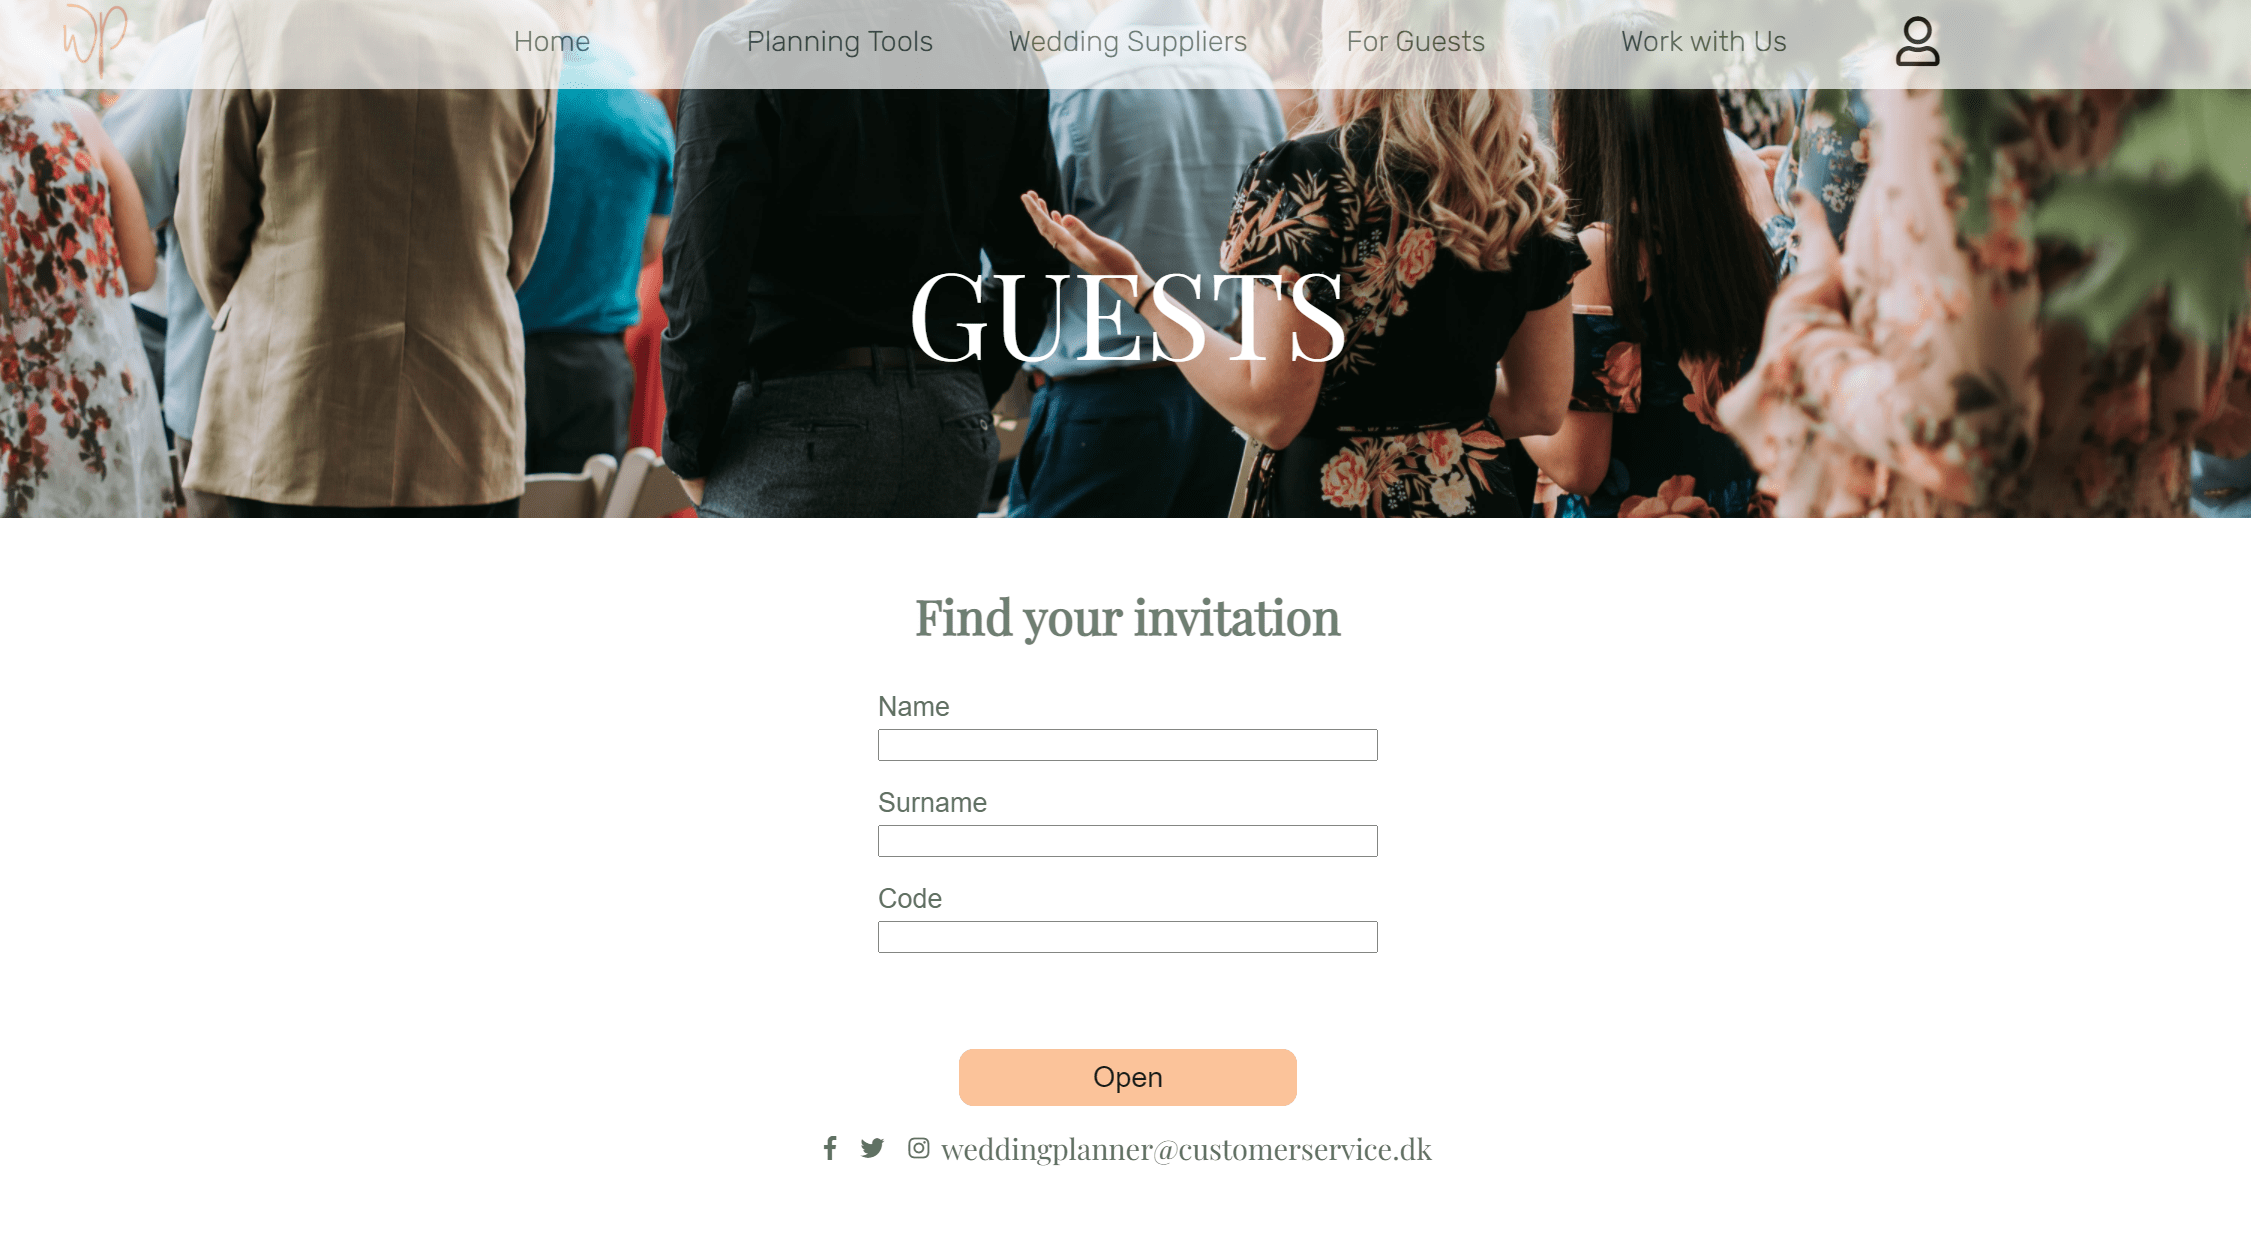 WP
Home Planning Tools Wedding Suppliers For Guests Work with Us
GUESTS
Find your invitation
Name
Surname
Code
Open
weddingplanner@customerservice.dk